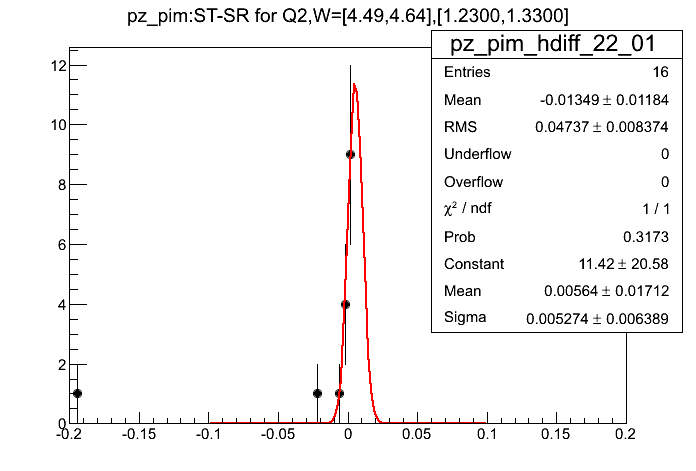 pz_pim:ST-SR for Q2,W=[4.49,4.64],[1.2300,1.3300]
pz_pim_hdiff_22_01
Entries 16
Mean -0.01349 ± 0.01184
RMS 0.04737 ± 0.008374
Underflow 0
Overflow 0
χ² / ndf 1 / 1
Prob 0.3173
Constant 11.42 ± 20.58
Mean 0.00564 ± 0.01712
Sigma 0.005274 ± 0.006389
12
10
8
6
4
2
0
-0.2 -0.15 -0.1 -0.05 0 0.05 0.1 0.15 0.2